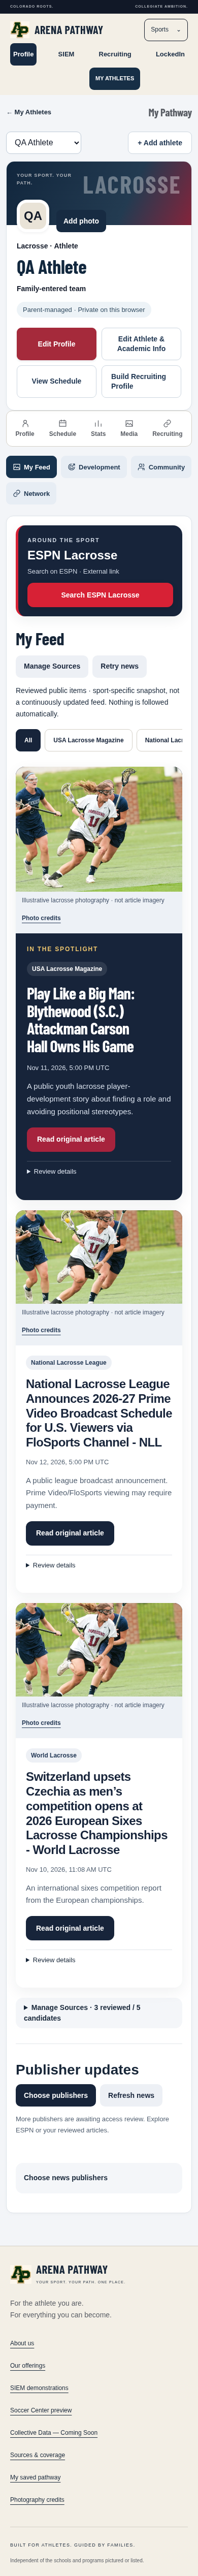 COLORADO ROOTS. COLLEGIATE AMBITION.
AP ARENA PATHWAY
Sports
Profile SIEM Recruiting LockedIn
MY ATHLETES
← My Athletes
My Pathway
QA Athlete
+ Add athlete
YOUR SPORT. YOUR
PATH.
LACROSSE
QA
Add photo
Lacrosse · Athlete
QA Athlete
Family-entered team
Parent-managed · Private on this browser
Edit Profile
Edit Athlete &
Academic Info
View Schedule
Build Recruiting
Profile
Profile Schedule Stats Media Recruiting
My Feed Development Community
Network
AROUND THE SPORT
ESPN Lacrosse
Search on ESPN · External link
Search ESPN Lacrosse
My Feed
Manage Sources Retry news
Reviewed public items · sport-specific snapshot, not
a continuously updated feed. Nothing is followed
automatically.
All USA Lacrosse Magazine National Lacr
Illustrative lacrosse photography · not article imagery
Photo credits
IN THE SPOTLIGHT
USA Lacrosse Magazine
Play Like a Big Man:
Blythewood (S.C.)
Attackman Carson
Hall Owns His Game
Nov 11, 2026, 5:00 PM UTC
A public youth lacrosse player-
development story about finding a role and
avoiding positional stereotypes.
Read original article
▶ Review details
Illustrative lacrosse photography · not article imagery
Photo credits
National Lacrosse League
National Lacrosse League
Announces 2026-27 Prime
Video Broadcast Schedule
for U.S. Viewers via
FloSports Channel - NLL
Nov 12, 2026, 5:00 PM UTC
A public league broadcast announcement.
Prime Video/FloSports viewing may require
payment.
Read original article
▶ Review details
Illustrative lacrosse photography · not article imagery
Photo credits
World Lacrosse
Switzerland upsets
Czechia as men's
competition opens at
2026 European Sixes
Lacrosse Championships
- World Lacrosse
Nov 10, 2026, 11:08 AM UTC
An international sixes competition report
from the European championships.
Read original article
▶ Review details
▶ Manage Sources · 3 reviewed / 5
candidates
Publisher updates
Choose publishers Refresh news
More publishers are awaiting access review. Explore
ESPN or your reviewed articles.
Choose news publishers
AP ARENA PATHWAY
YOUR SPORT. YOUR PATH. ONE PLACE.
For the athlete you are.
For everything you can become.
About us
Our offerings
SIEM demonstrations
Soccer Center preview
Collective Data — Coming Soon
Sources & coverage
My saved pathway
Photography credits
BUILT FOR ATHLETES. GUIDED BY FAMILIES.
Independent of the schools and programs pictured or listed.